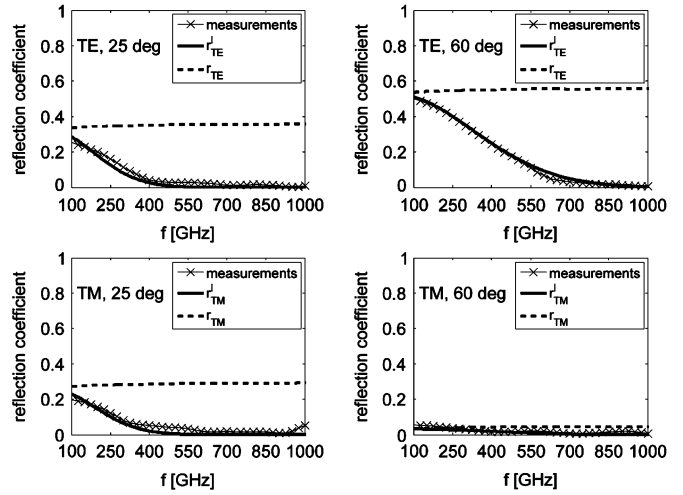 reflection coefficient
1
0.8
0.6
0.4
0.2
0
TE, 25 deg
measurements
r^l_TE
r_TE
100 250 400 550 700 850 1000
f [GHz]
reflection coefficient
1
0.8
0.6
0.4
0.2
0
TE, 60 deg
measurements
r^l_TE
r_TE
100 250 400 550 700 850 1000
f [GHz]
reflection coefficient
1
0.8
0.6
0.4
0.2
0
TM, 25 deg
measurements
r^l_TM
r_TM
100 250 400 550 700 850 1000
f [GHz]
reflection coefficient
1
0.8
0.6
0.4
0.2
0
TM, 60 deg
measurements
r^l_TM
r_TM
100 250 400 550 700 850 1000
f [GHz]